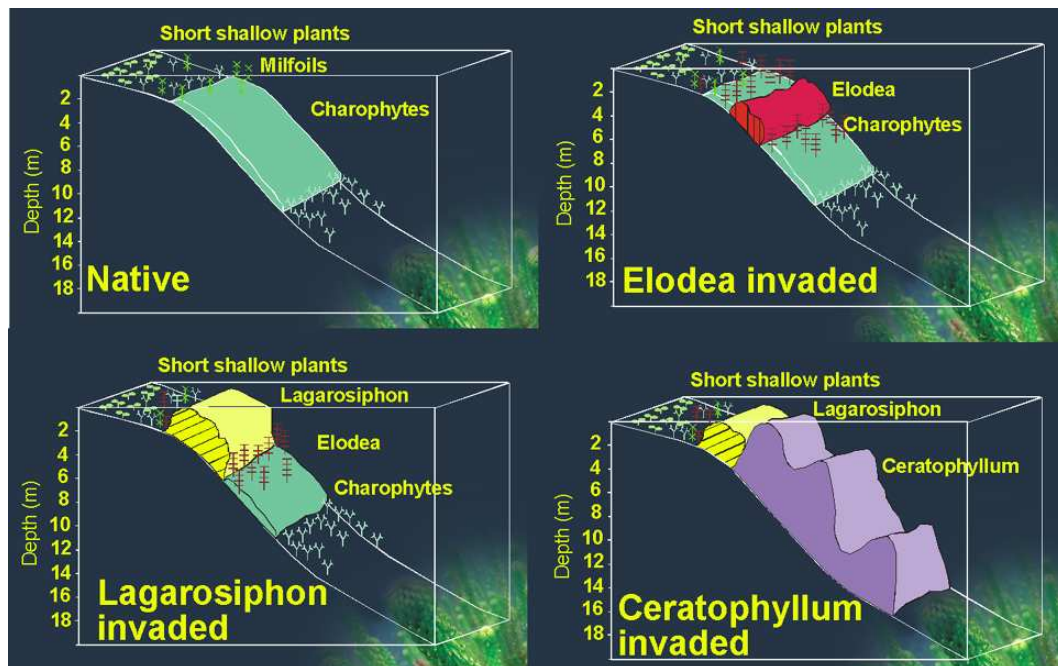 Short shallow plants
Milfoils
Charophytes
Depth (m)
2
4
6
8
10
12
14
16
18
Native
Short shallow plants
Elodea
Charophytes
Depth (m)
2
4
6
8
10
12
14
16
18
Elodea invaded
Short shallow plants
Lagarosiphon
Elodea
Charophytes
Depth (m)
2
4
6
8
10
12
14
16
18
Lagarosiphon
invaded
Short shallow plants
Lagarosiphon
Ceratophyllum
Depth (m)
2
4
6
8
10
12
14
16
18
Ceratophyllum
invaded